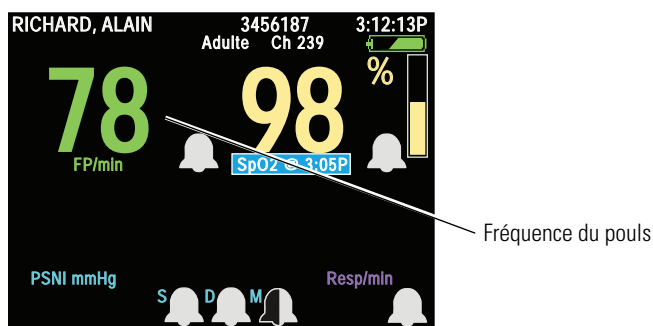 RICHARD, ALAIN 3456187 3:12:13P
Adulte Ch 239
78 98 %
FP/min SpO2 @ 3:05P
Fréquence du pouls
PSNI mmHg Resp/min
S D M